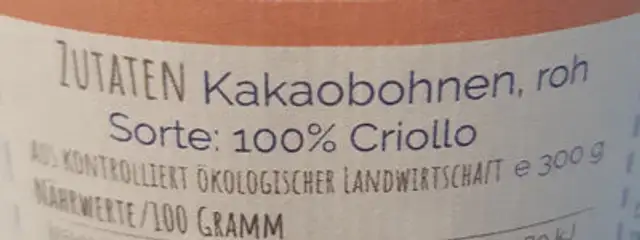 ZUTATEN Kakaobohnen, roh
Sorte: 100% Criollo
AUS KONTROLLIERT ÖKOLOGISCHER LANDWIRTSCHAFT e 300 g
NÄHRWERTE/100 GRAMM